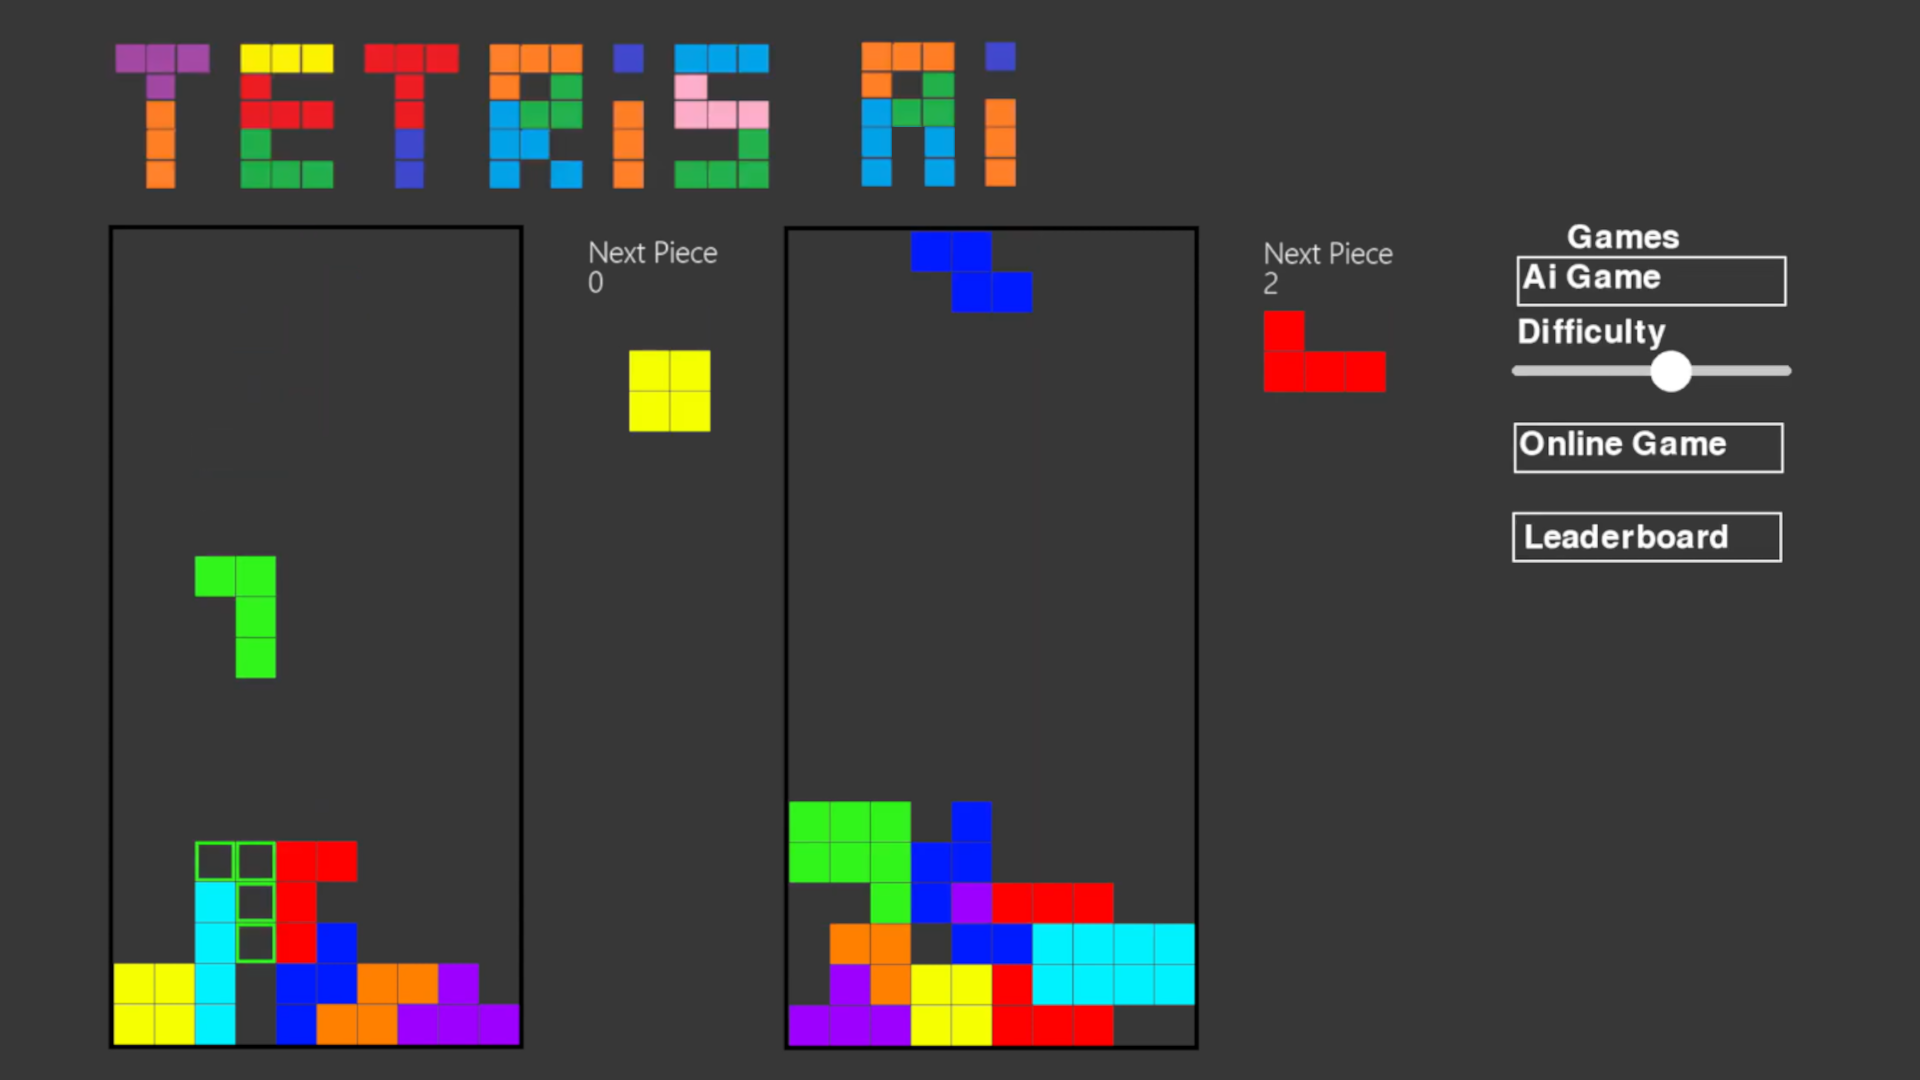 TETRiS Ai
Next Piece
0
Next Piece
2
Games
Ai Game
Difficulty
Online Game
Leaderboard